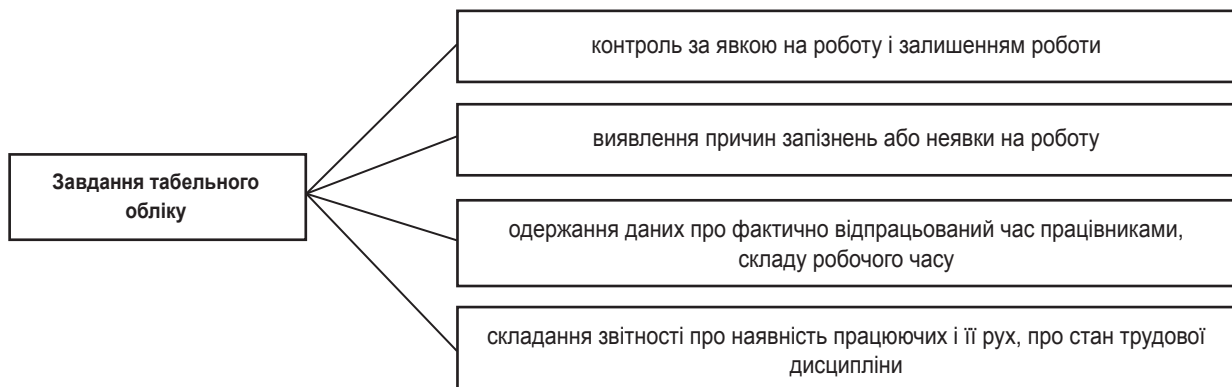 контроль за явкою на роботу і залишенням роботи
виявлення причин запізнень або неявки на роботу
Завдання табельного
обліку
одержання даних про фактично відпрацьований час працівниками,
складу робочого часу
складання звітності про наявність працюючих і її рух, про стан трудової
дисципліни